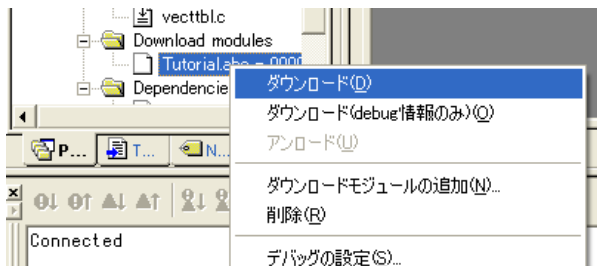 vecttbl.c
Download modules
Tutorial.abs - 0000
Dependencie
ダウンロード(D)
ダウンロード(debug情報のみ)(O)
アンロード(U)
ダウンロードモジュールの追加(N)...
削除(R)
デバッグの設定(S)...
P...
T...
N...
Connected